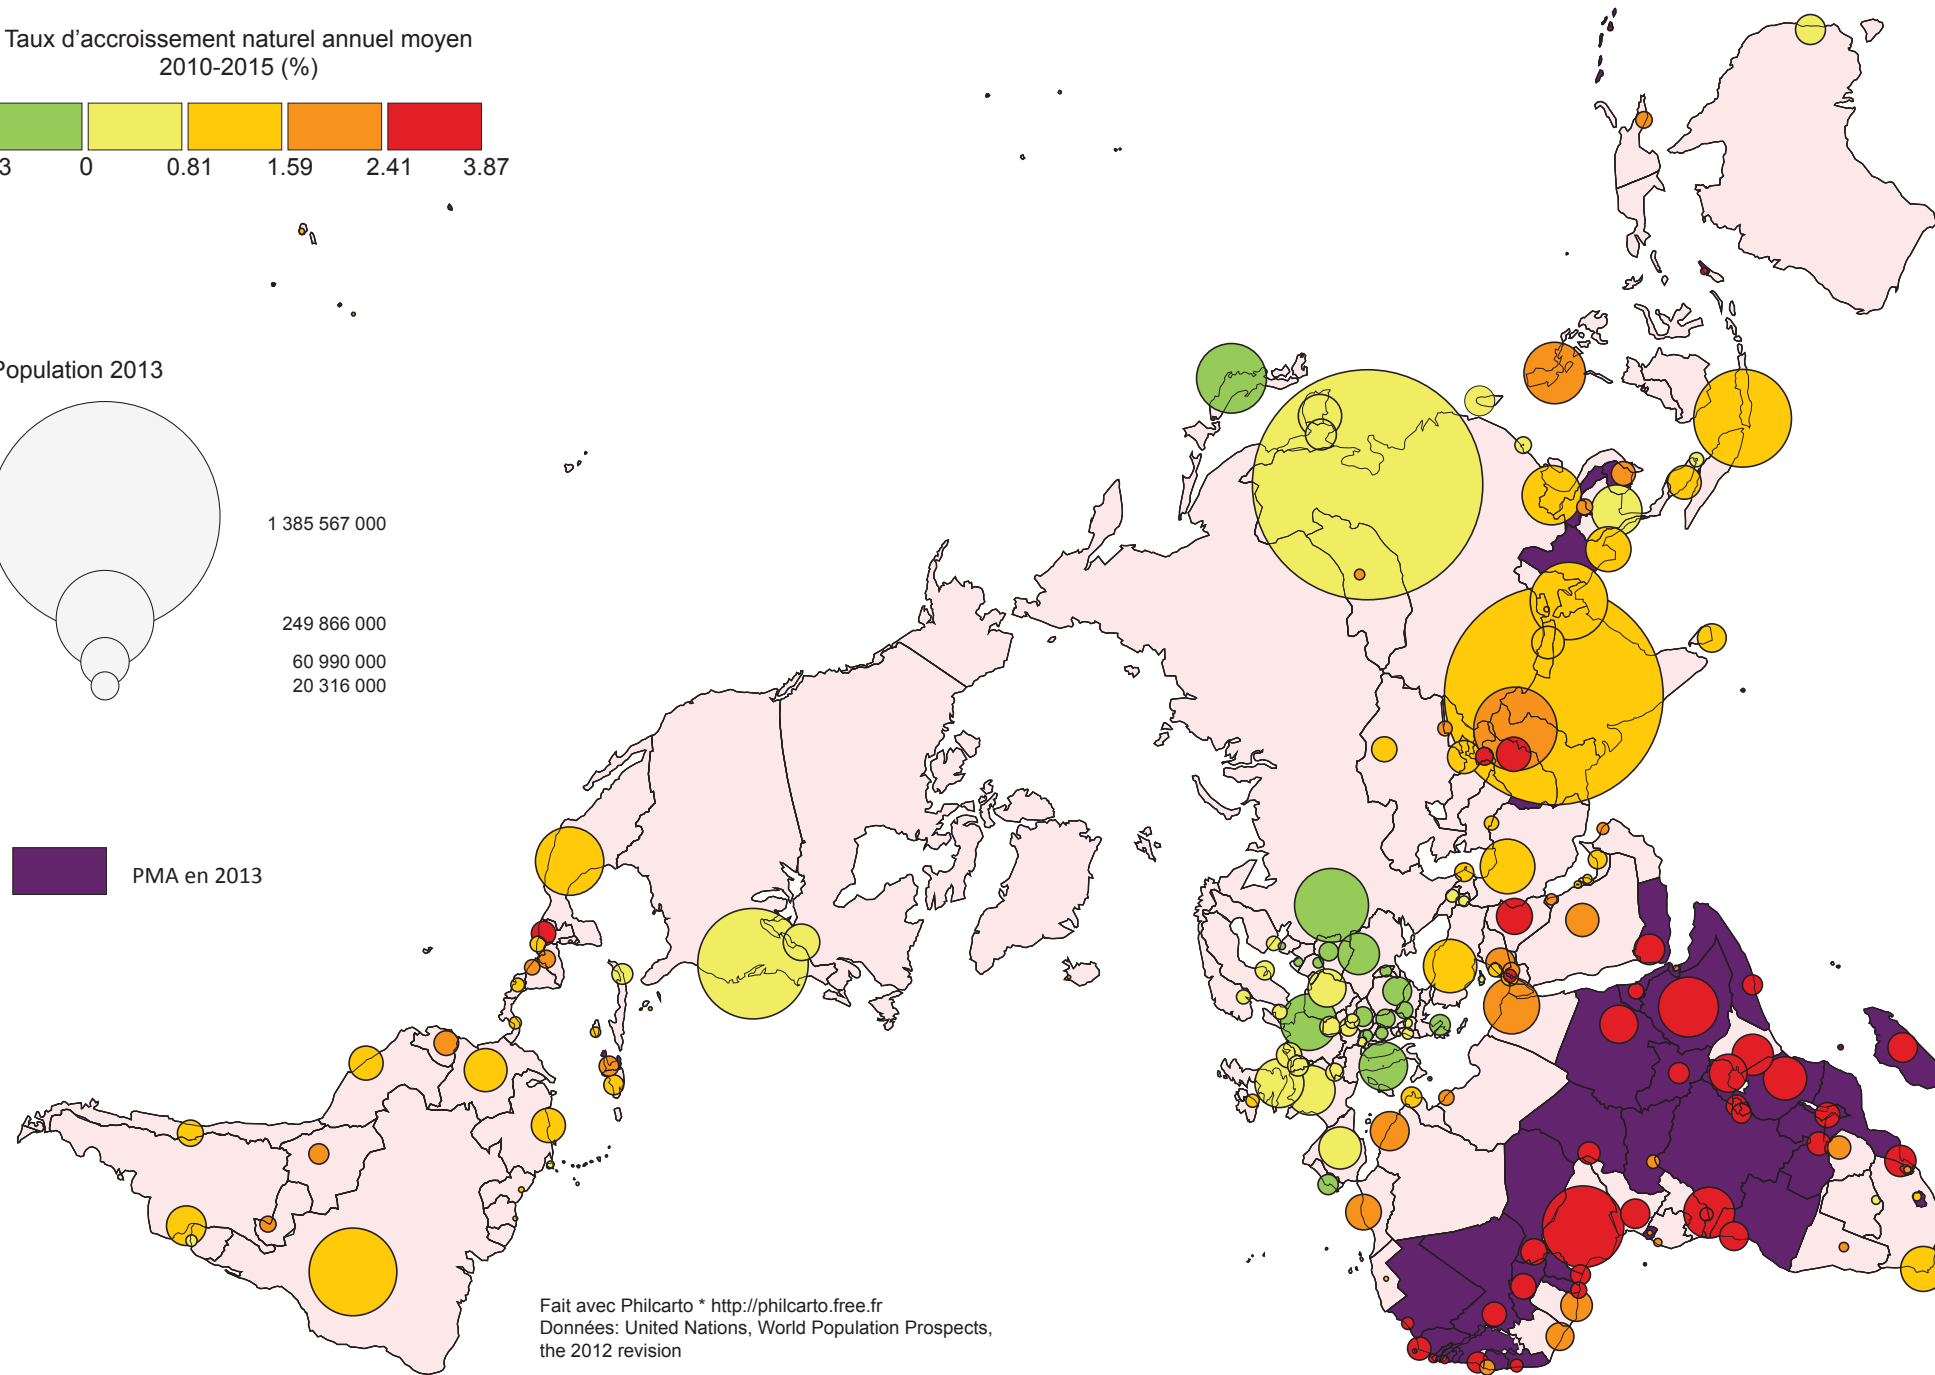 Taux d'accroissement naturel annuel moyen
2010-2015 (%)
3 0 0.81 1.59 2.41 3.87
Population 2013
1 385 567 000
249 866 000
60 990 000
20 316 000
PMA en 2013
Fait avec Philcarto * http://philcarto.free.fr
Données: United Nations, World Population Prospects,
the 2012 revision